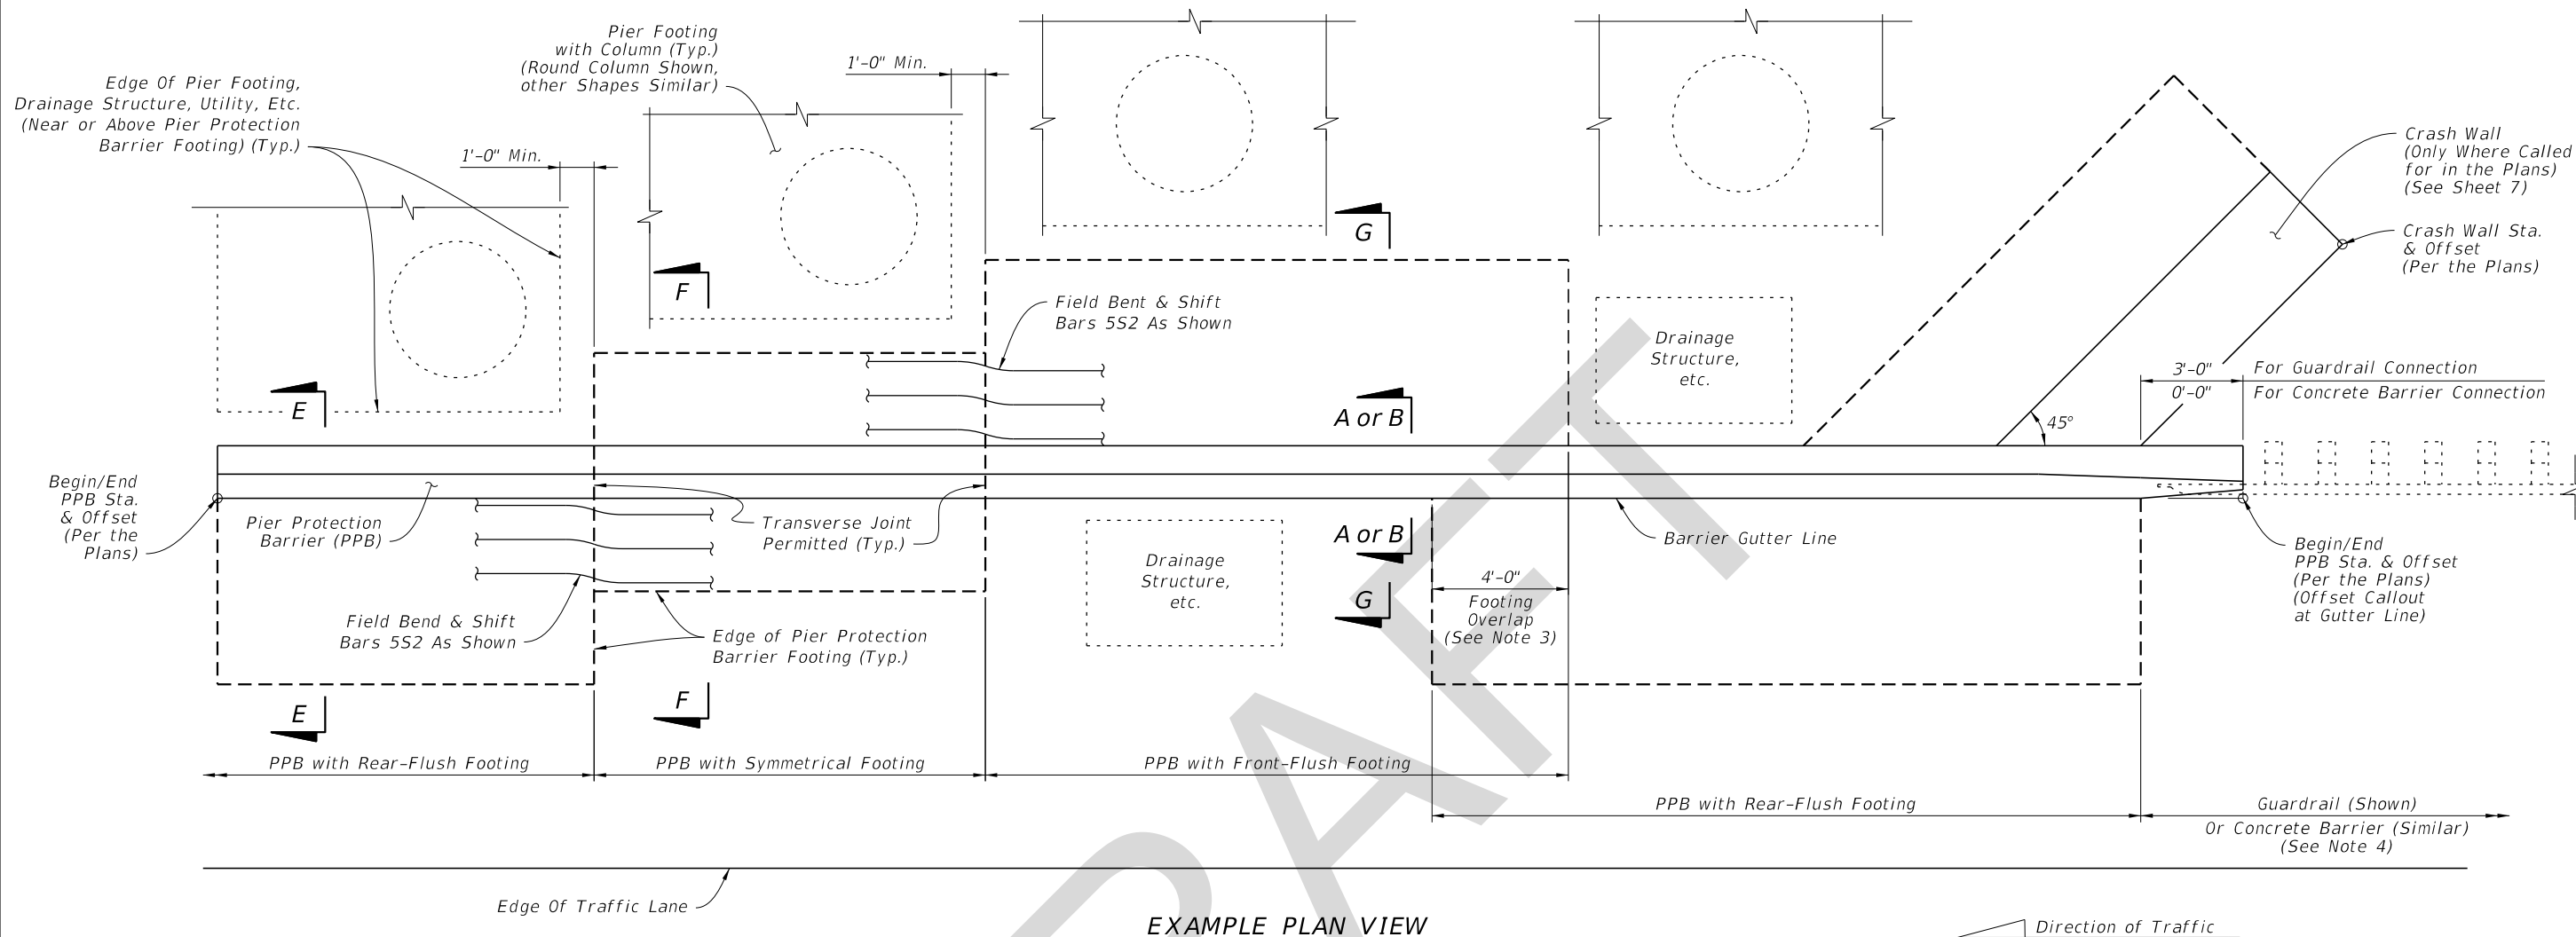 Pier Footing
with Column (Typ.)
(Round Column Shown,
other Shapes Similar)
1'-0" Min.
Edge Of Pier Footing,
Drainage Structure, Utility, Etc.
(Near or Above Pier Protection
Barrier Footing) (Typ.)
1'-0" Min.
Crash Wall
(Only Where Called
for in the Plans)
(See Sheet 7)
Crash Wall Sta.
& Offset
(Per the Plans)
G
F
Field Bent & Shift
Bars 5S2 As Shown
Drainage
Structure,
etc.
E
A or B
3'-0" For Guardrail Connection
0'-0" For Concrete Barrier Connection
45°
Begin/End
PPB Sta.
& Offset
(Per the
Plans)
Pier Protection
Barrier (PPB)
Transverse Joint
Permitted (Typ.)
Drainage
Structure,
etc.
A or B
G
Barrier Gutter Line
4'-0"
Footing
Overlap
(See Note 3)
Begin/End
PPB Sta. & Offset
(Per the Plans)
(Offset Callout
at Gutter Line)
Field Bend & Shift
Bars 5S2 As Shown
Edge of Pier Protection
Barrier Footing (Typ.)
E
F
PPB with Rear-Flush Footing
PPB with Symmetrical Footing
PPB with Front-Flush Footing
PPB with Rear-Flush Footing
Guardrail (Shown)
Or Concrete Barrier (Similar)
(See Note 4)
Edge Of Traffic Lane
EXAMPLE PLAN VIEW
Direction of Traffic
RAFT